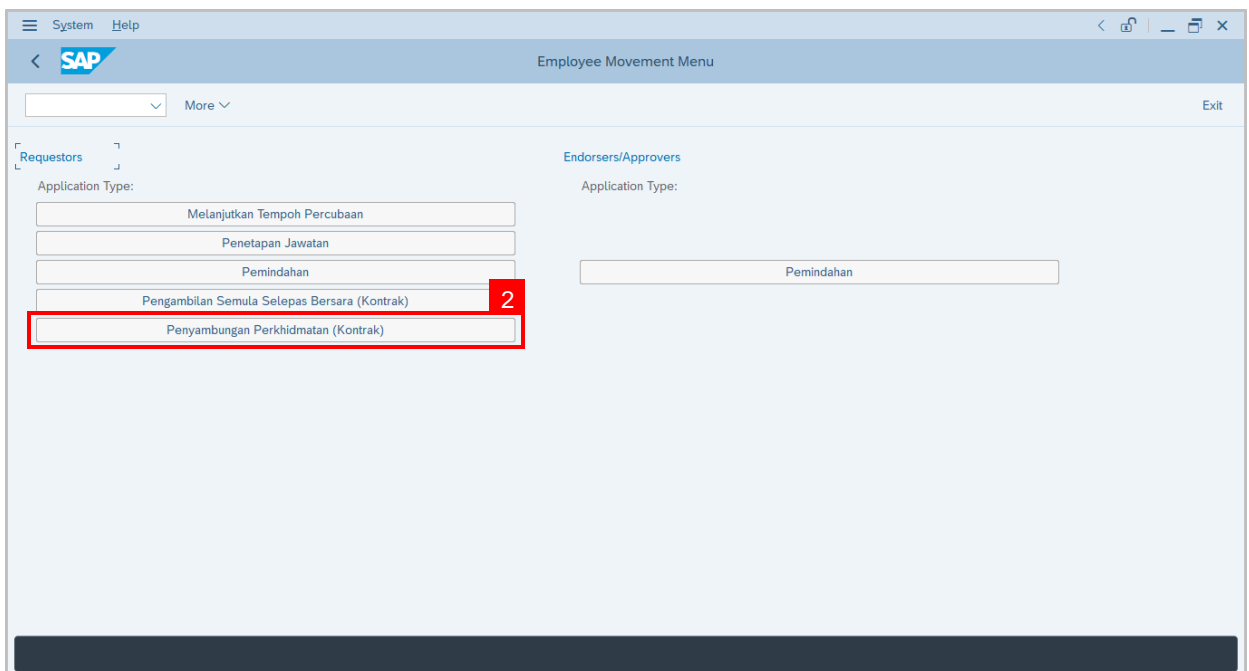 System Help
SAP
Employee Movement Menu
More
Exit
Requestors
Endorsers/Approvers
Application Type:
Application Type:
Melanjutkan Tempoh Percubaan
Penetapan Jawatan
Pemindahan
Pemindahan
Pengambilan Semula Selepas Bersara (Kontrak)
2
Penyambungan Perkhidmatan (Kontrak)